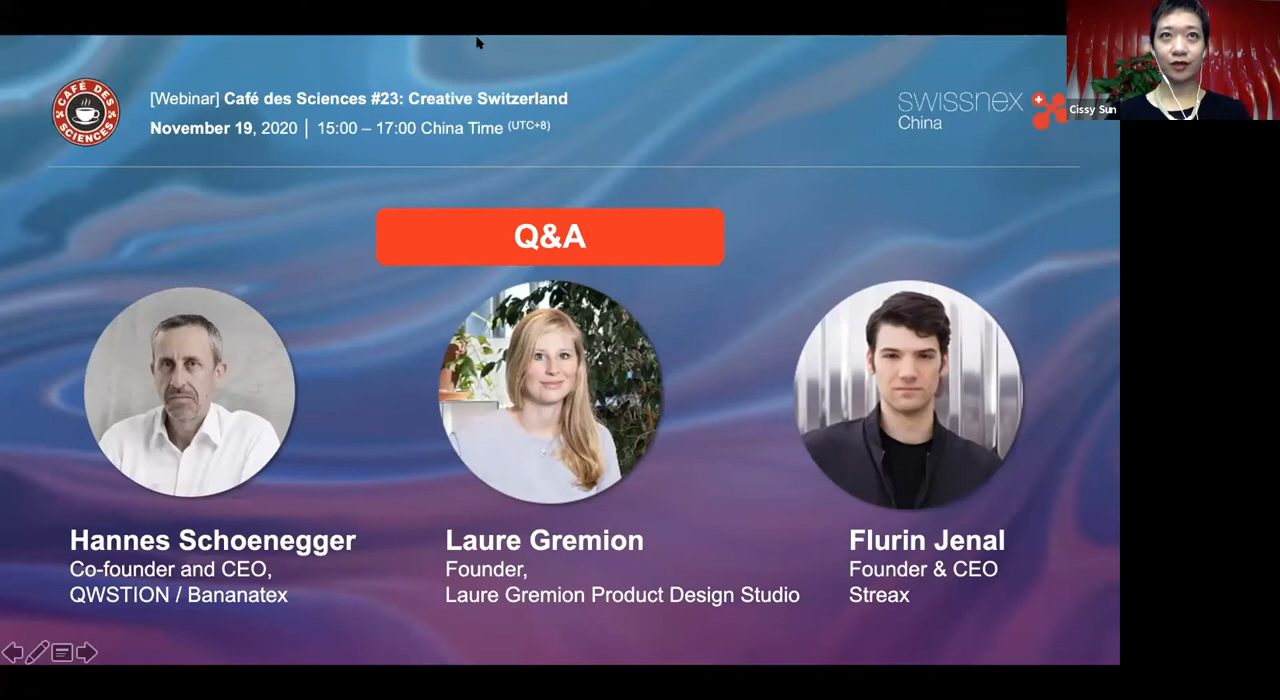 CAFÉ DES
SCIENCES
[Webinar] Café des Sciences #23: Creative Switzerland
November 19, 2020 | 15:00 – 17:00 China Time (UTC+8)
swissnex
China
Cissy Sun
Q&A
Hannes Schoenegger
Co-founder and CEO,
QWSTION / Bananatex
Laure Gremion
Founder,
Laure Gremion Product Design Studio
Flurin Jenal
Founder & CEO
Streax